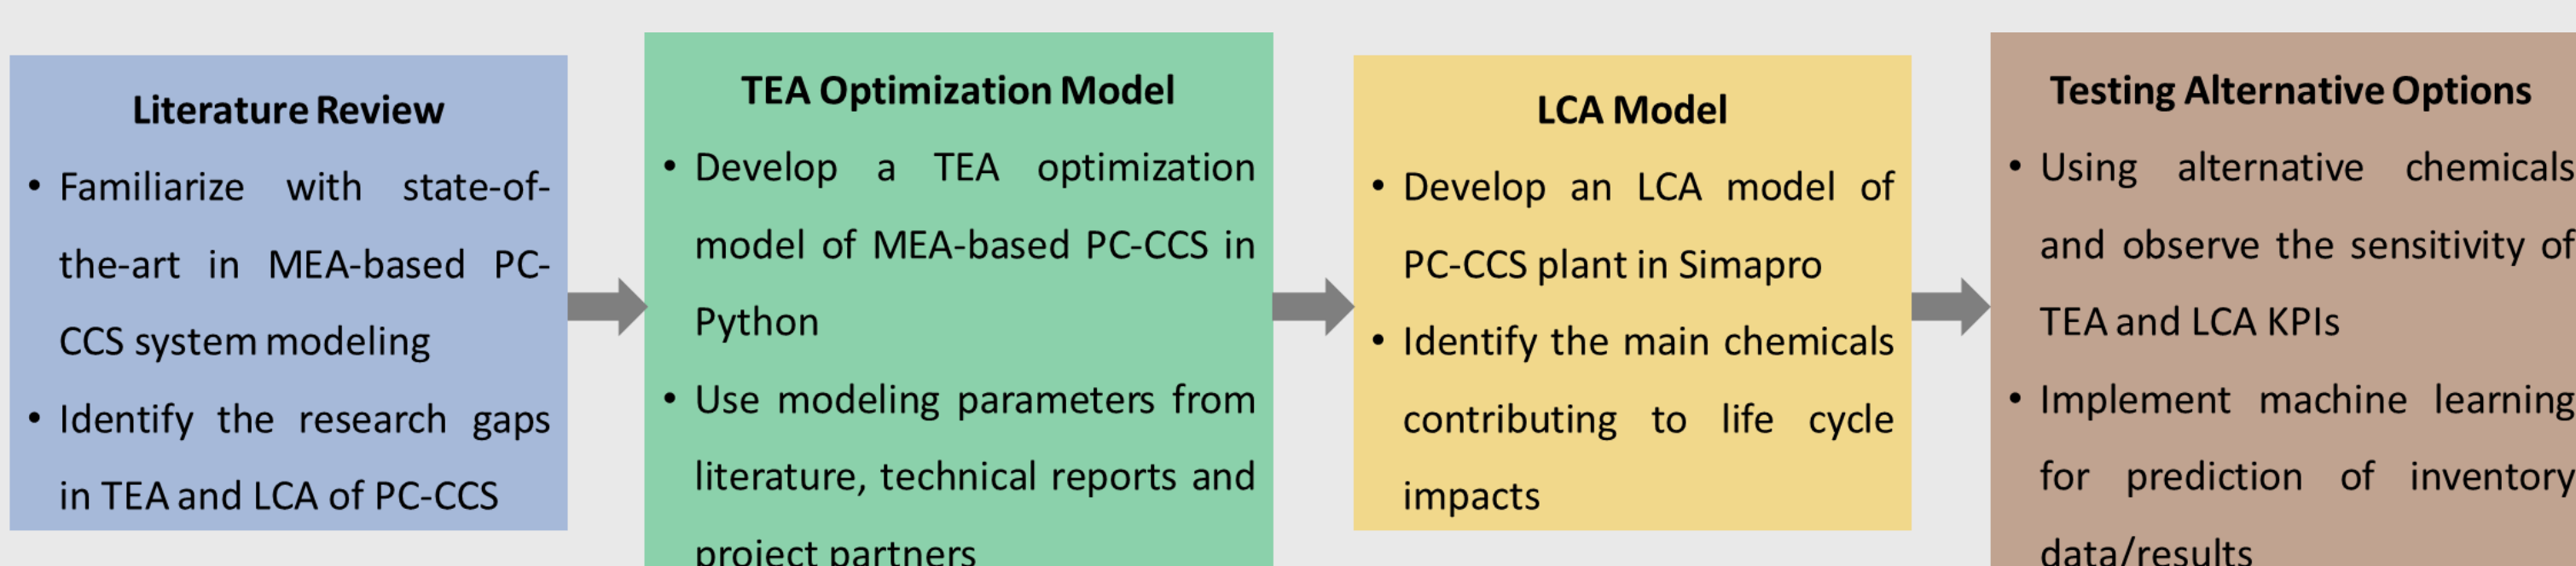 Literature Review
• Familiarize with state-of-
the-art in MEA-based PC-
CCS system modeling
• Identify the research gaps
in TEA and LCA of PC-CCS
TEA Optimization Model
• Develop a TEA optimization
model of MEA-based PC-CCS in
Python
• Use modeling parameters from
literature, technical reports and
project partners
LCA Model
• Develop an LCA model of
PC-CCS plant in Simapro
• Identify the main chemicals
contributing to life cycle
impacts
Testing Alternative Options
• Using alternative chemicals
and observe the sensitivity of
TEA and LCA KPIs
• Implement machine learning
for prediction of inventory
data/results